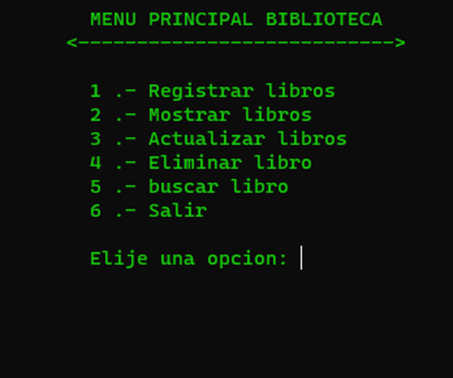 MENU PRINCIPAL BIBLIOTECA
<--------------------------->
1 .- Registrar libros
2 .- Mostrar libros
3 .- Actualizar libros
4 .- Eliminar libro
5 .- buscar libro
6 .- Salir
Elije una opcion: